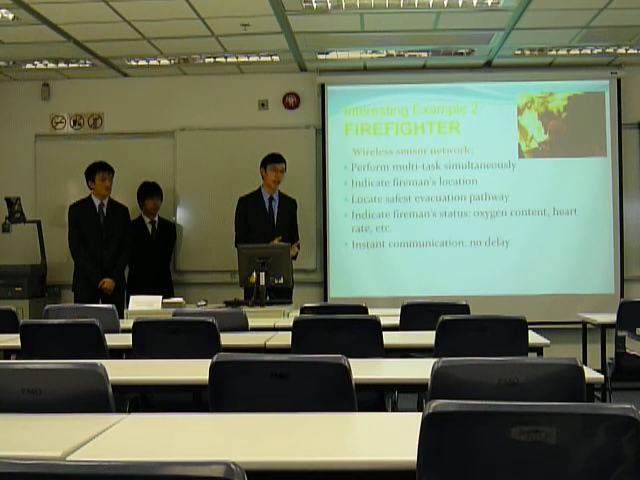 Interesting Example 2
FIREFIGHTER
Wireless sensor network:
Perform multi-task simultaneously
Indicate fireman's location
Locate safest evacuation pathway
Indicate fireman's status: oxygen content, heart
rate, etc.
Instant communication, no delay